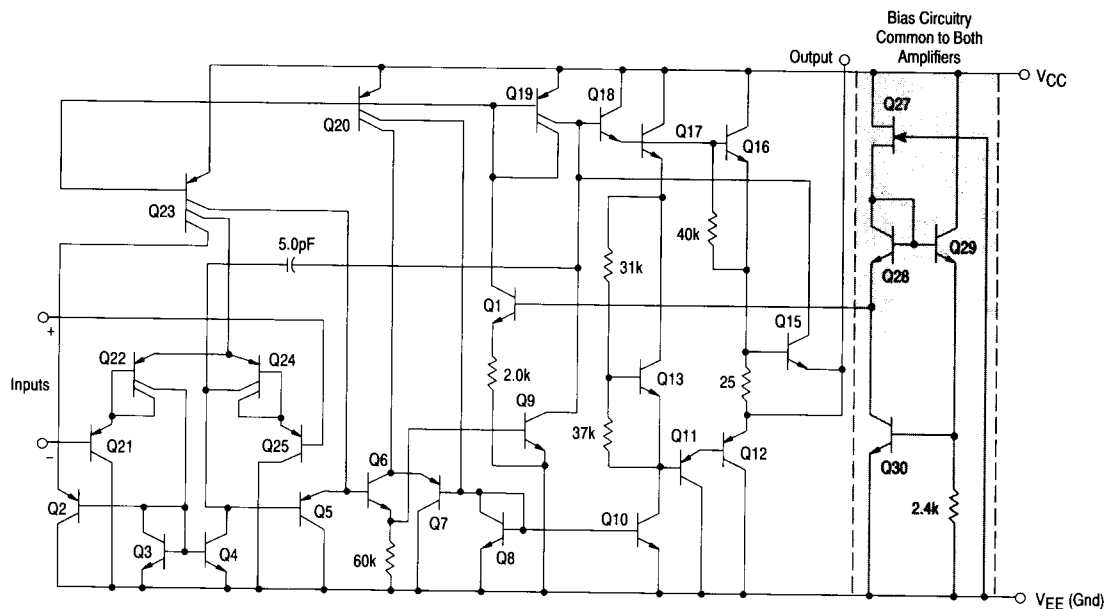 Bias Circuitry
Common to Both
Amplifiers
Output
VCC
Q27
Q19
Q18
Q20
Q17
Q16
Q23
40k
Q29
5.0pF
31k
Q28
Q1
+
Q15
Q22
Q24
2.0k
Q13
25
Inputs
Q9
37k
–
Q21
Q25
Q11
Q12
Q30
Q6
Q2
Q5
Q7
Q10
2.4k
Q3
Q4
60k
Q8
VEE (Gnd)